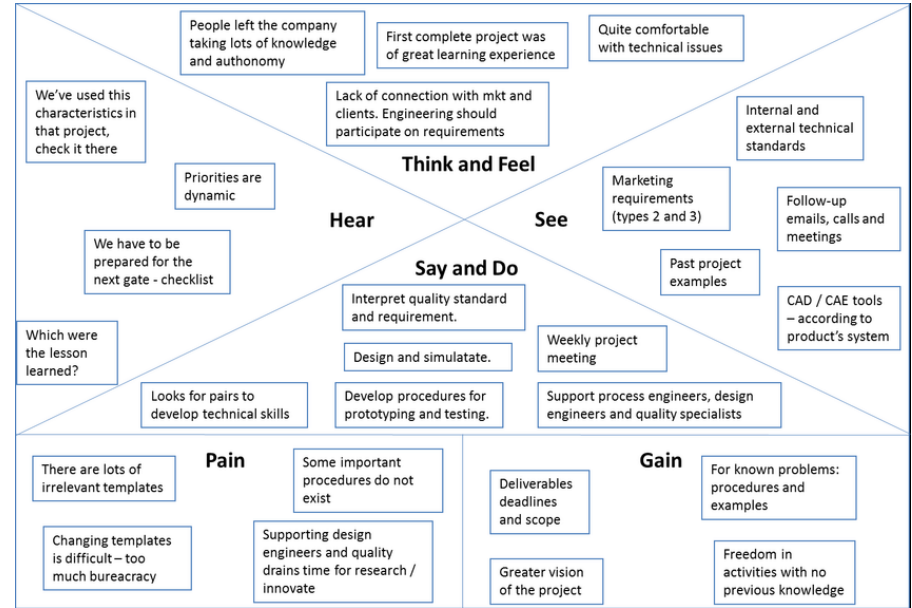 People left the company
taking lots of knowledge
and authonomy
First complete project was
of great learning experience
Quite comfortable
with technical issues
Lack of connection with mkt and
clients. Engineering should
participate on requirements
Think and Feel
We've used this
characteristics in
that project,
check it there
Priorities are
dynamic
Hear
We have to be
prepared for the
next gate - checklist
Which were
the lesson
learned?
Internal and
external technical
standards
Marketing
requirements
(types 2 and 3)
Follow-up
emails, calls and
meetings
See
Past project
examples
CAD / CAE tools
– according to
product's system
Say and Do
Interpret quality standard
and requirement.
Design and simulatate.
Weekly project
meeting
Looks for pairs to
develop technical skills
Develop procedures for
prototyping and testing.
Support process engineers, design
engineers and quality specialists
Pain
There are lots of
irrelevant templates
Some important
procedures do not
exist
Changing templates
is difficult – too
much bureacracy
Supporting design
engineers and quality
drains time for research /
innovate
Gain
Deliverables
deadlines
and scope
For known problems:
procedures and
examples
Greater vision
of the project
Freedom in
activities with no
previous knowledge